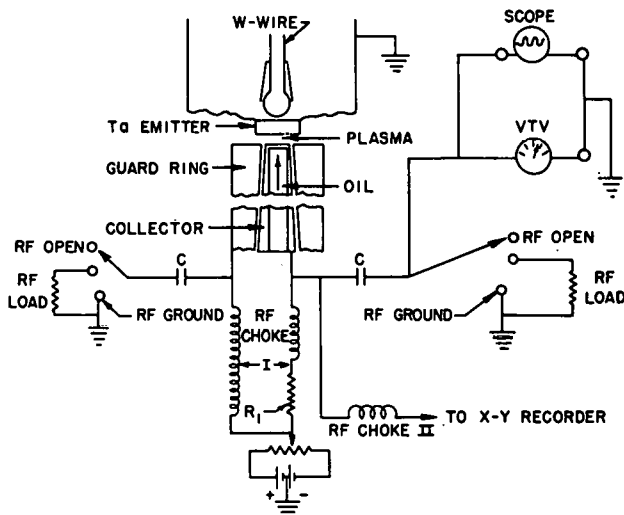 W-WIRE
SCOPE
Ta EMITTER
PLASMA
VTV
GUARD RING
OIL
COLLECTOR
RF OPEN
C
C
RF OPEN
RF
LOAD
RF GROUND
RF
CHOKE
I
RF GROUND
RF
LOAD
R1
RF CHOKE II
TO X-Y RECORDER
+ -